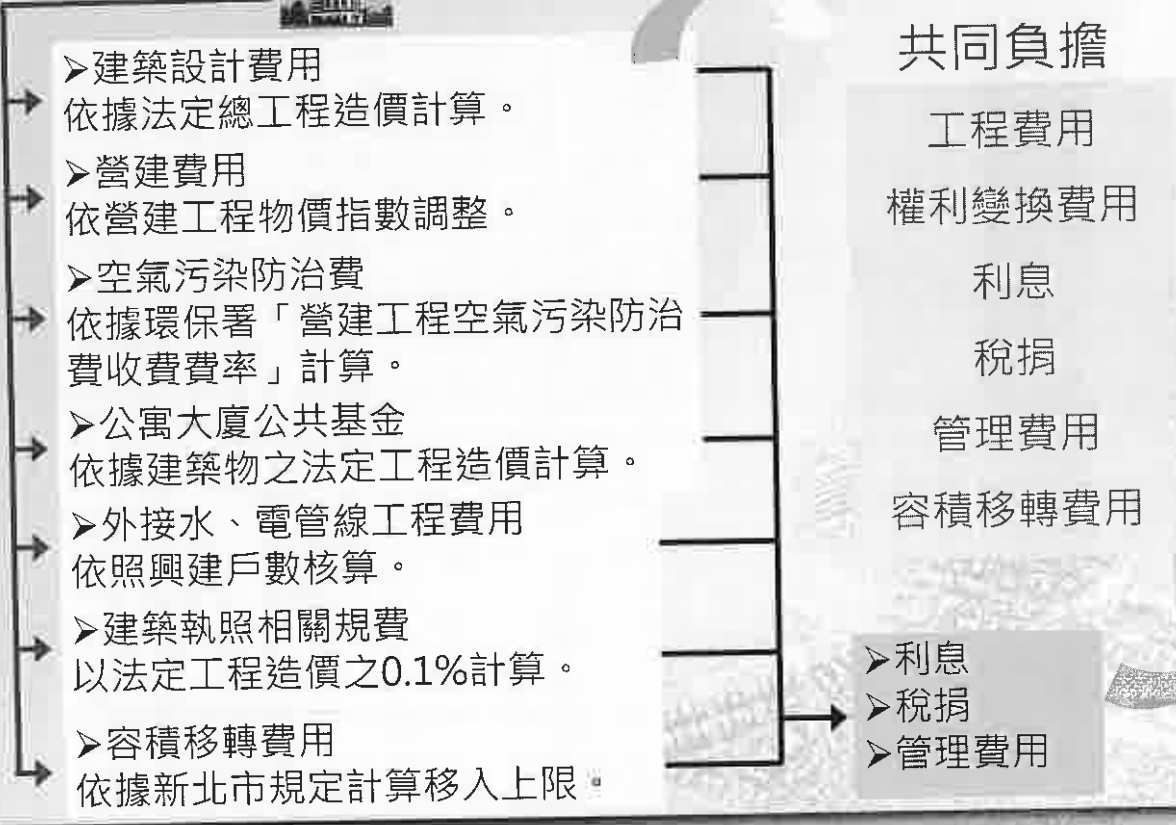 ➢建築設計費用
依據法定總工程造價計算。
➢營建費用
依營建工程物價指數調整。
➢空氣污染防治費
依據環保署「營建工程空氣污染防治
費收費費率」計算。
➢公寓大廈公共基金
依據建築物之法定工程造價計算。
➢外接水、電管線工程費用
依照興建戶數核算。
➢建築執照相關規費
以法定工程造價之0.1%計算。
➢容積移轉費用
依據新北市規定計算移入上限。
共同負擔
工程費用
權利變換費用
利息
稅捐
管理費用
容積移轉費用
➢利息
➢稅捐
➢管理費用